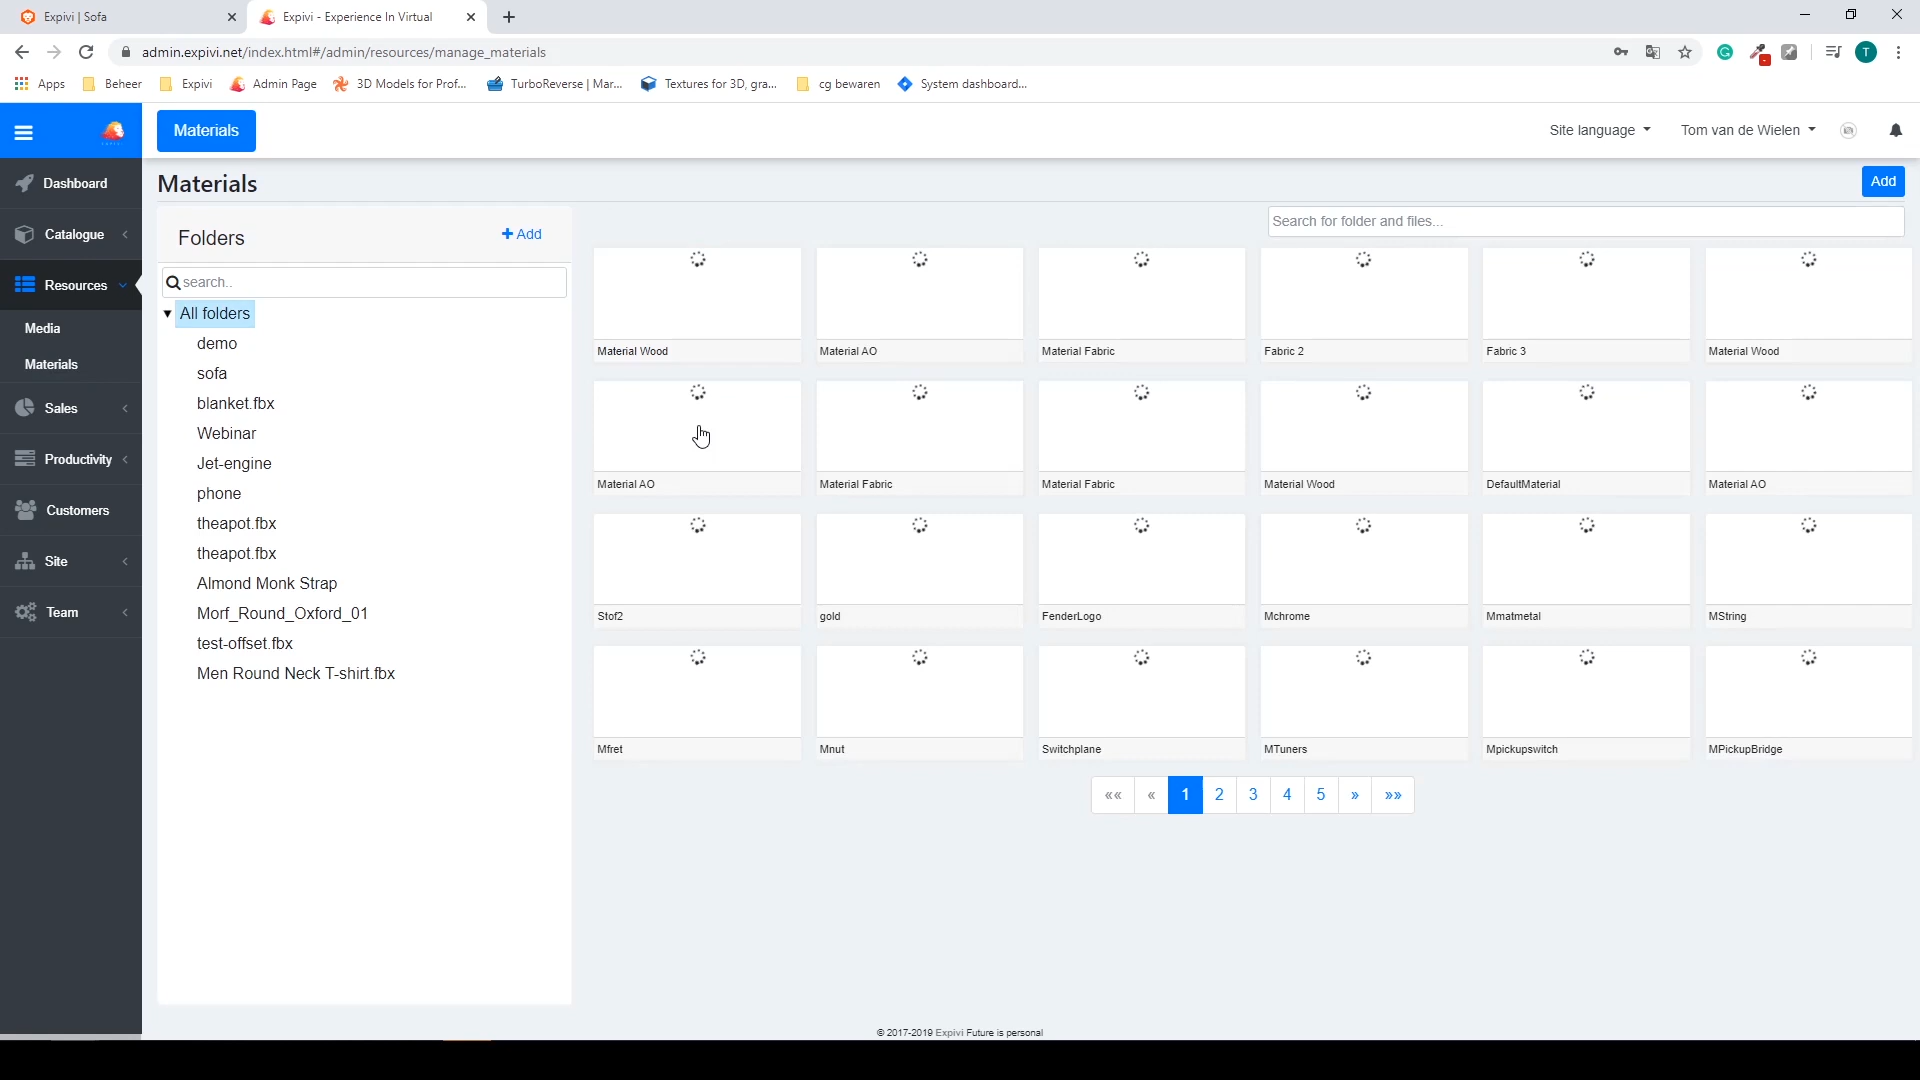 Expivi | Sofa
Expivi - Experience In Virtual
admin.expivi.net/index.html#/admin/resources/manage_materials
Apps
Beheer
Expivi
Admin Page
3D Models for Prof...
TurboReverse | Mar...
Textures for 3D, gra...
cg bewaren
System dashboard...
Materials
Site language
Tom van de Wielen
T
Dashboard
Catalogue
Resources
Media
Materials
Sales
Productivity
Customers
Site
Team
Materials
Add
Folders
+ Add
search..
All folders
demo
sofa
blanket.fbx
Webinar
Jet-engine
phone
theapot.fbx
theapot.fbx
Almond Monk Strap
Morf_Round_Oxford_01
test-offset.fbx
Men Round Neck T-shirt.fbx
Search for folder and files...
Material Wood
Material AO
Material Fabric
Fabric 2
Fabric 3
Material Wood
Material AO
Material Fabric
Material Fabric
Material Wood
DefaultMaterial
Material AO
Stof2
gold
FenderLogo
Mchrome
Mmatmetal
MString
Mfret
Mnut
Switchplane
MTuners
Mpickupswitch
MPickupBridge
«« « 1 2 3 4 5 » »»
© 2017-2019 Expivi Future is personal